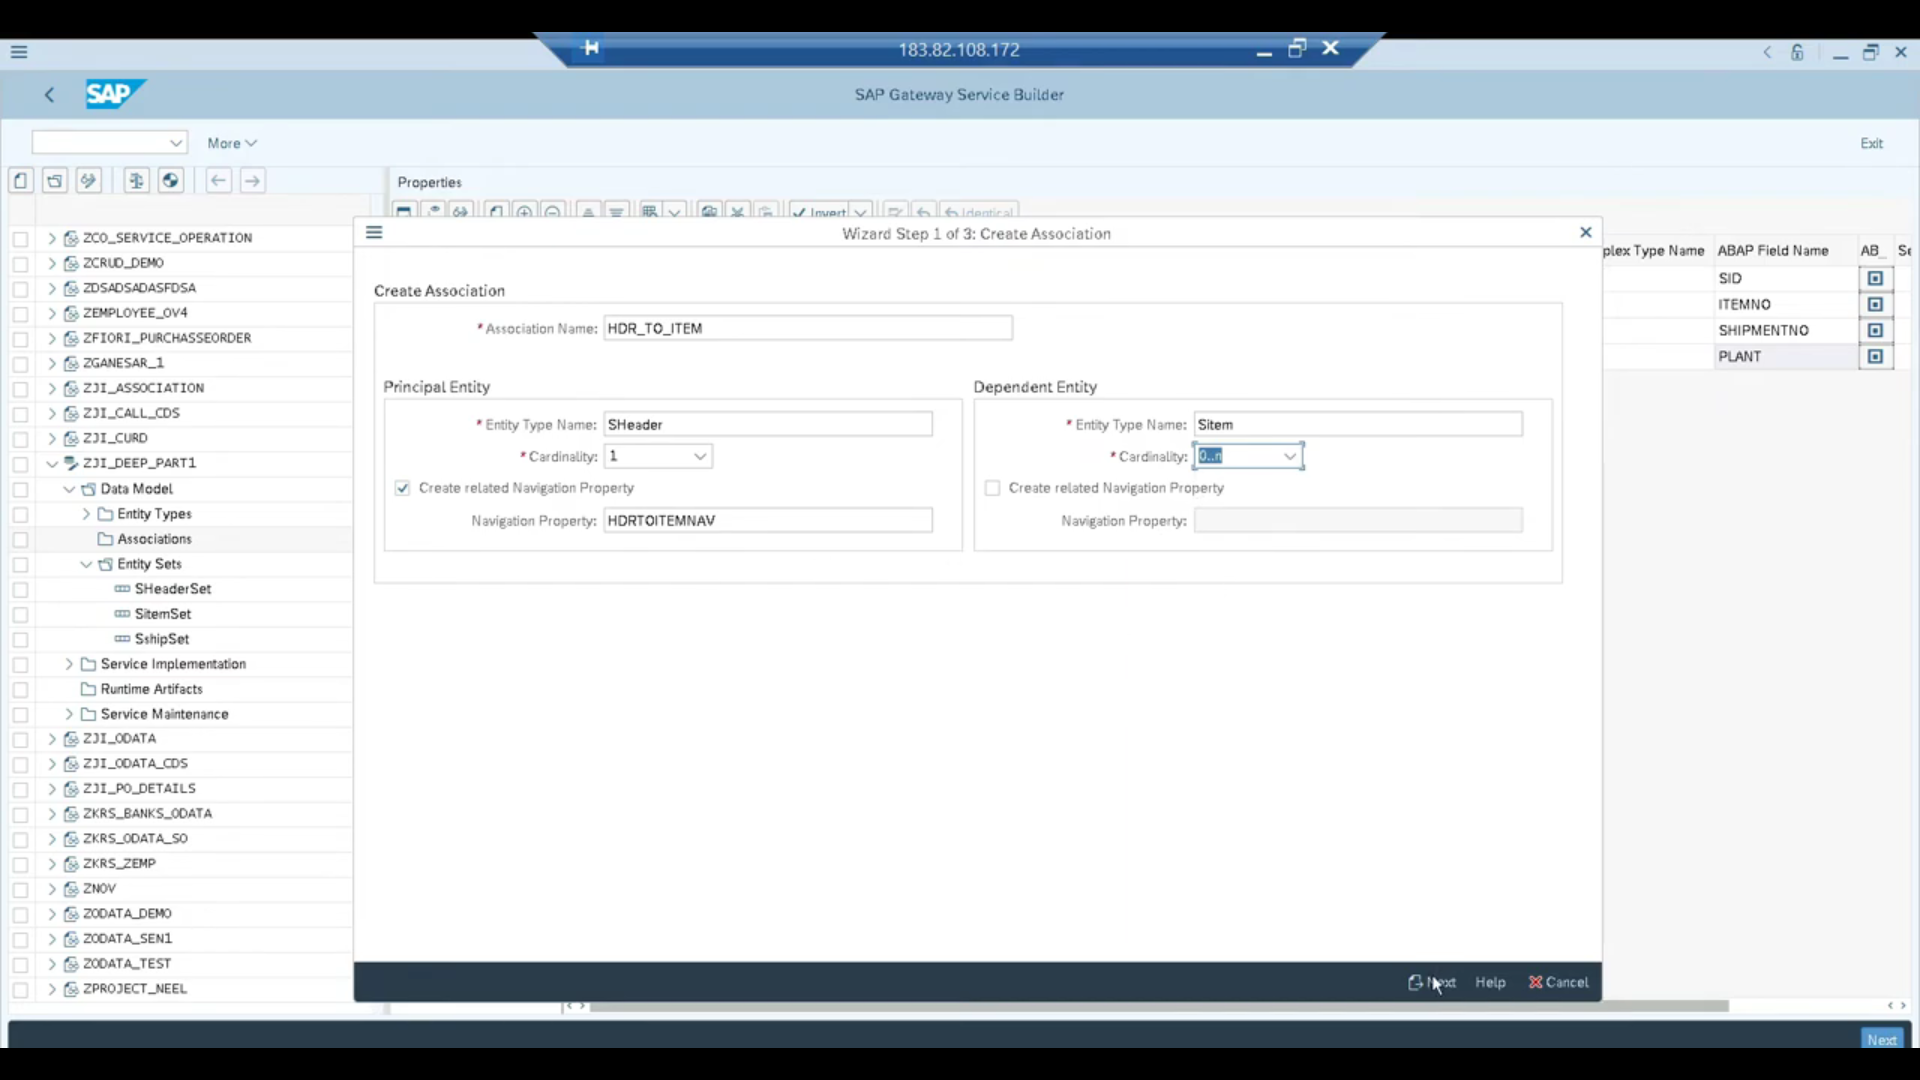 183.82.108.172
SAP
SAP Gateway Service Builder
More
Exit
Properties
Invert
Identical
Wizard Step 1 of 3: Create Association
plex Type Name
ABAP Field Name
AB_
SID
ITEMNO
SHIPMENTNO
PLANT
ZCO_SERVICE_OPERATION
ZCRUD_DEMO
ZDSADSADASFDSA
ZEMPLOYEE_OV4
ZFIORI_PURCHASSEORDER
ZGANESAR_1
ZJI_ASSOCIATION
ZJI_CALL_CDS
ZJI_CURD
ZJI_DEEP_PART1
Data Model
Entity Types
Associations
Entity Sets
SHeaderSet
SitemSet
SshipSet
Service Implementation
Runtime Artifacts
Service Maintenance
ZJI_ODATA
ZJI_ODATA_CDS
ZJI_PO_DETAILS
ZKRS_BANKS_ODATA
ZKRS_ODATA_SO
ZKRS_ZEMP
ZNOV
ZODATA_DEMO
ZODATA_SEN1
ZODATA_TEST
ZPROJECT_NEEL
Create Association
* Association Name: HDR_TO_ITEM
Principal Entity
* Entity Type Name: SHeader
* Cardinality: 1
Create related Navigation Property
Navigation Property: HDRTOITEMNAV
Dependent Entity
* Entity Type Name: Sitem
* Cardinality: 0..n
Create related Navigation Property
Navigation Property:
Next
Help
Cancel
Next